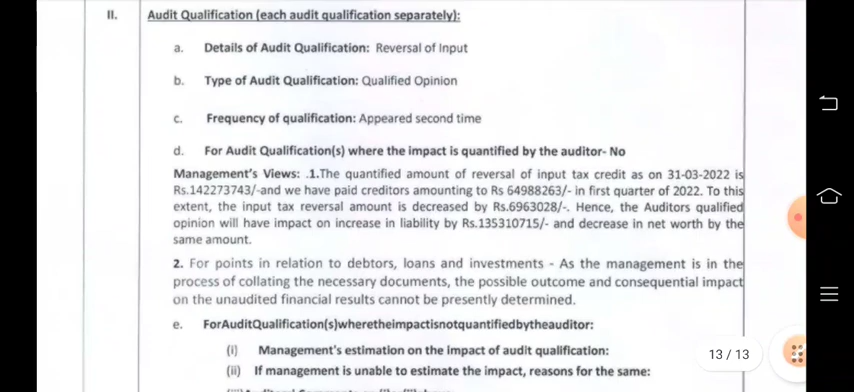 II. Audit Qualification (each audit qualification separately):
a. Details of Audit Qualification: Reversal of Input
b. Type of Audit Qualification: Qualified Opinion
c. Frequency of qualification: Appeared second time
d. For Audit Qualification(s) where the impact is quantified by the auditor- No
Management's Views: .1.The quantified amount of reversal of input tax credit as on 31-03-2022 is
Rs.142273743/-and we have paid creditors amounting to Rs 64988263/- in first quarter of 2022. To this
extent, the input tax reversal amount is decreased by Rs.6963028/-. Hence, the Auditors qualified
opinion will have impact on increase in liability by Rs.135310715/- and decrease in net worth by the
same amount.
2. For points in relation to debtors, loans and investments - As the management is in the
process of collating the necessary documents, the possible outcome and consequential impact
on the unaudited financial results cannot be presently determined.
e. ForAuditQualification(s)wheretheimpactisnotquantifiedbytheauditor:
(i) Management's estimation on the impact of audit qualification:
13 / 13
(ii) If management is unable to estimate the impact, reasons for the same: